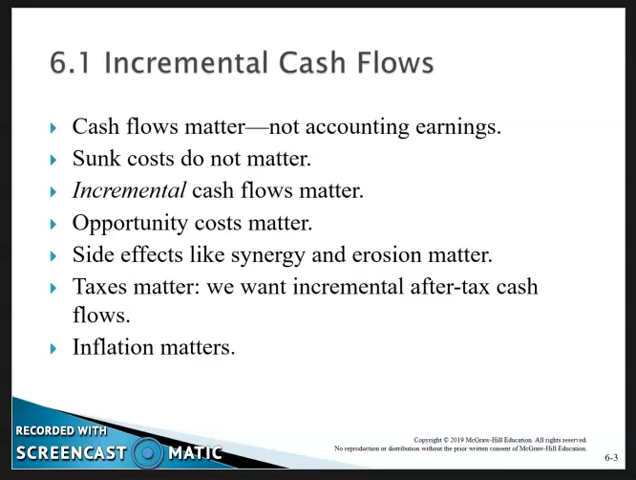 6.1 Incremental Cash Flows
Cash flows matter—not accounting earnings.
Sunk costs do not matter.
Incremental cash flows matter.
Opportunity costs matter.
Side effects like synergy and erosion matter.
Taxes matter: we want incremental after-tax cash
flows.
Inflation matters.
RECORDED WITH
SCREENCAST MATIC
Copyright © 2019 McGraw-Hill Education. All rights reserved.
No reproduction or distribution without the prior written consent of McGraw-Hill Education.
6-3